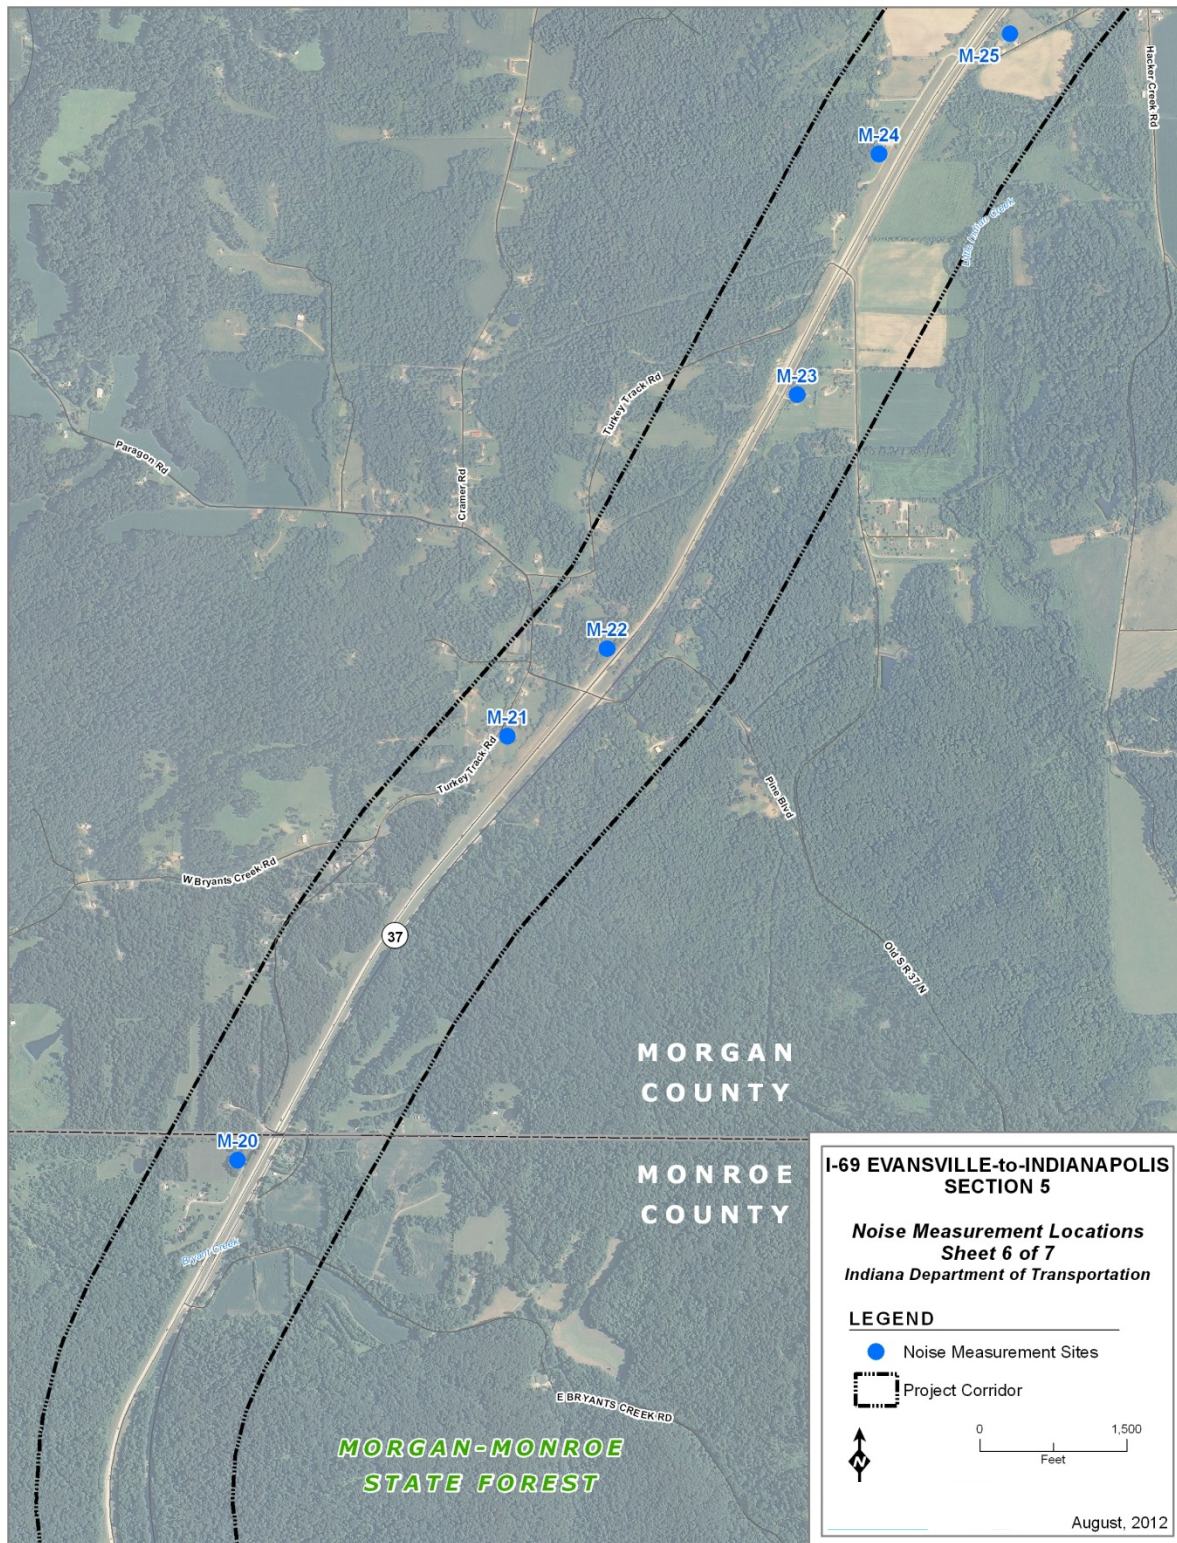 M-25
Hacker Creek Rd
M-24
Little Indian Creek
M-23
Turkey Track Rd
Paragon Rd
Cramer Rd
M-22
M-21
Turkey Track Rd
Pine Blvd
W Bryants Creek Rd
37
Old S R 37 N
MORGAN
COUNTY
M-20
MONROE
COUNTY
Bryant Creek
E BRYANTS CREEK RD
MORGAN-MONROE
STATE FOREST
I-69 EVANSVILLE-to-INDIANAPOLIS
SECTION 5
Noise Measurement Locations
Sheet 6 of 7
Indiana Department of Transportation
LEGEND
Noise Measurement Sites
Project Corridor
N
0 1,500
Feet
August, 2012